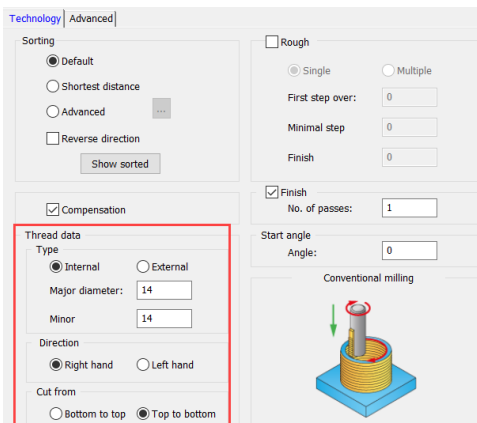 Technology Advanced
Sorting
Default
Shortest distance
Advanced ...
Reverse direction
Show sorted
Compensation
Thread data
Type
Internal External
Major diameter: 14
Minor 14
Direction
Right hand Left hand
Cut from
Bottom to top Top to bottom
Rough
Single Multiple
First step over: 0
Minimal step 0
Finish 0
Finish
No. of passes: 1
Start angle
Angle: 0
Conventional milling